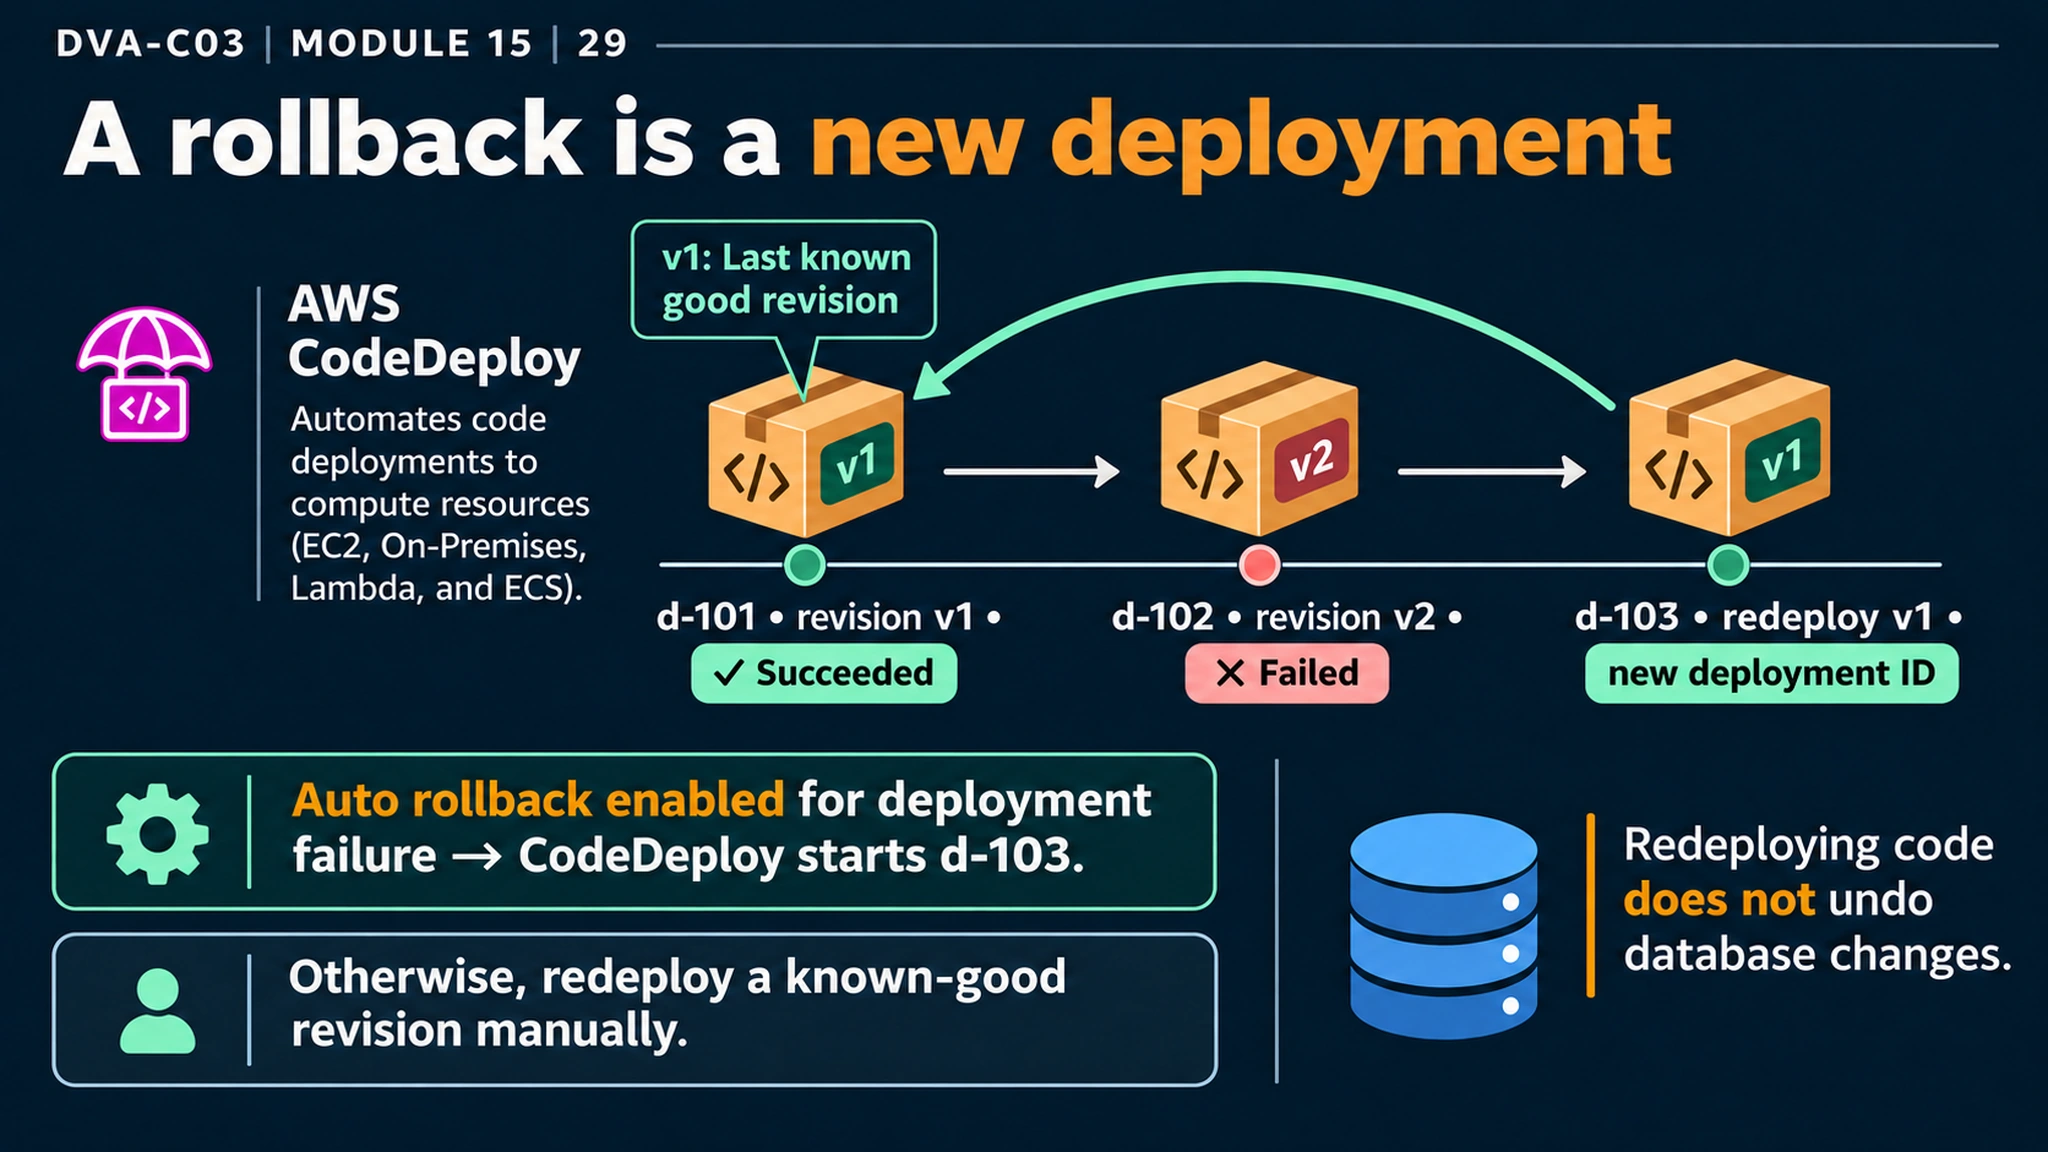 DVA-C03 | MODULE 15 | 29
A rollback is a new deployment
AWS
CodeDeploy
Automates code
deployments to
compute resources
(EC2, On-Premises,
Lambda, and ECS).
v1: Last known
good revision
</> v1
</> v2
</> v1
</>
d-101 • revision v1 •
✓ Succeeded
d-102 • revision v2 •
✕ Failed
d-103 • redeploy v1 •
new deployment ID
Auto rollback enabled for deployment
failure → CodeDeploy starts d-103.
Otherwise, redeploy a known-good
revision manually.
Redeploying code
does not undo
database changes.